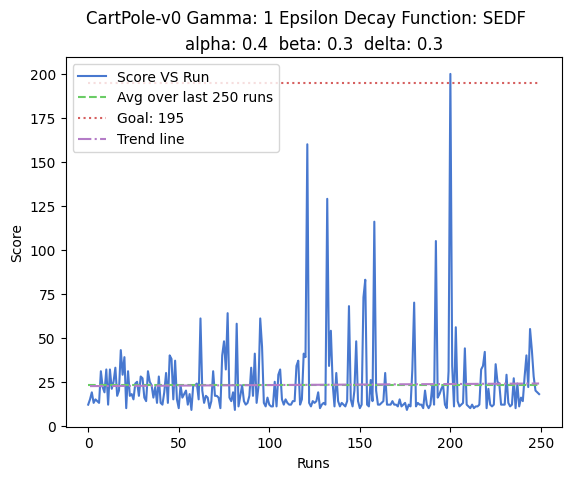 CartPole-v0 Gamma: 1 Epsilon Decay Function: SEDF
alpha: 0.4  beta: 0.3  delta: 0.3
Score VS Run
Avg over last 250 runs
Goal: 195
Trend line
200
175
150
125
100
75
50
25
0
Score
0
50
100
150
200
250
Runs